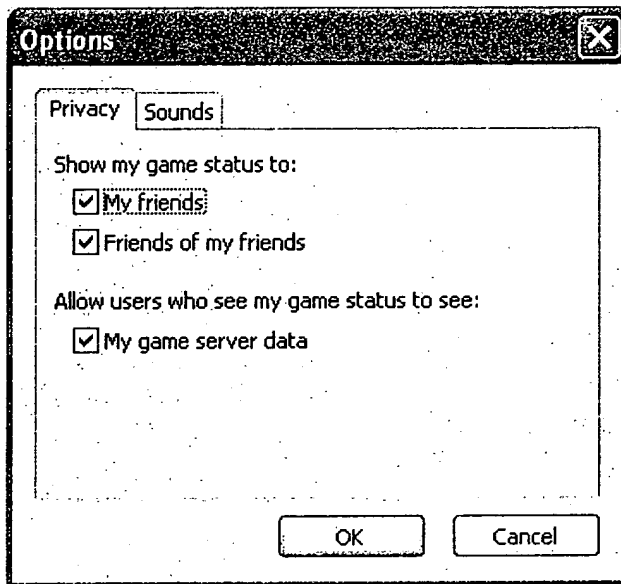 Options
Privacy
Sounds
Show my game status to:
My friends
Friends of my friends
Allow users who see my game status to see:
My game server data
OK
Cancel